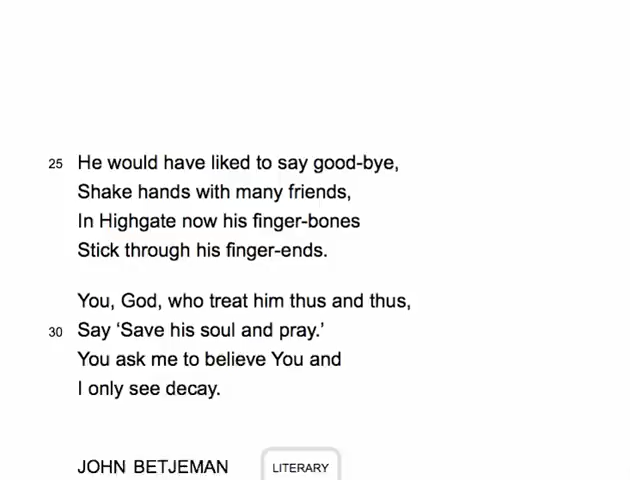 25 He would have liked to say good-bye,
Shake hands with many friends,
In Highgate now his finger-bones
Stick through his finger-ends.
You, God, who treat him thus and thus,
30 Say ‘Save his soul and pray.’
You ask me to believe You and
I only see decay.
JOHN BETJEMAN LITERARY